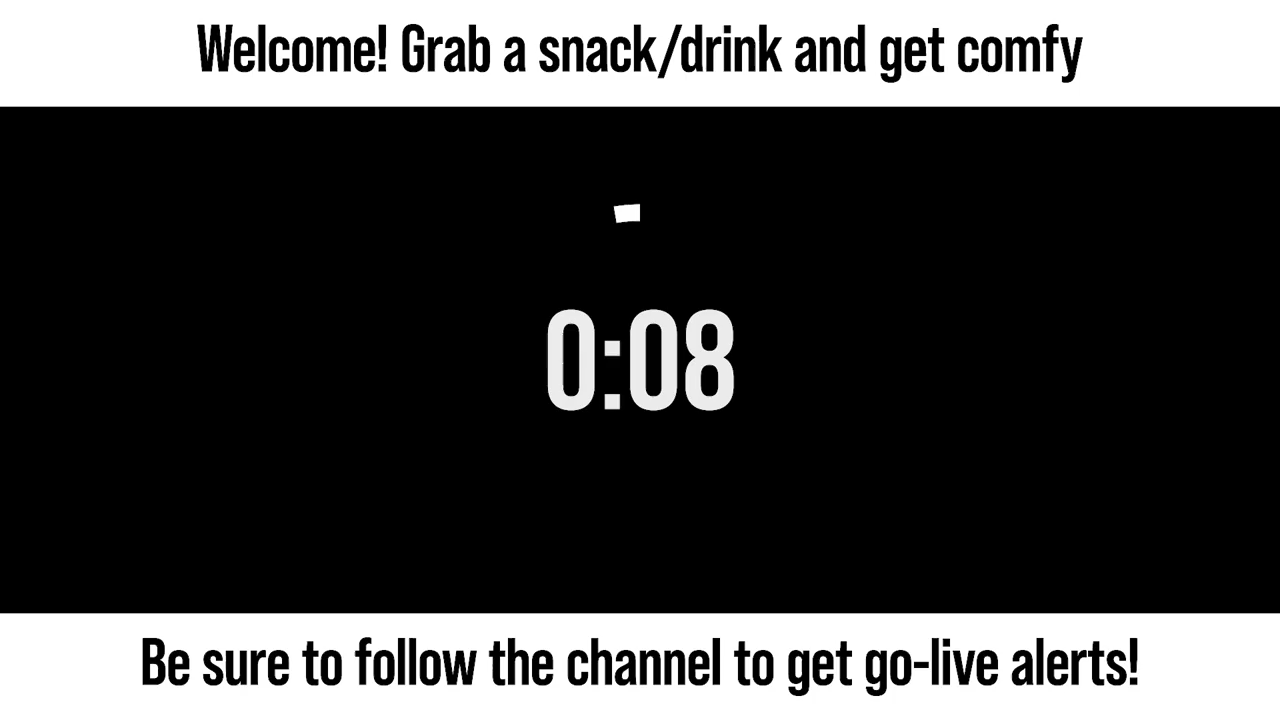 Welcome! Grab a snack/drink and get comfy
0:08
Be sure to follow the channel to get go-live alerts!